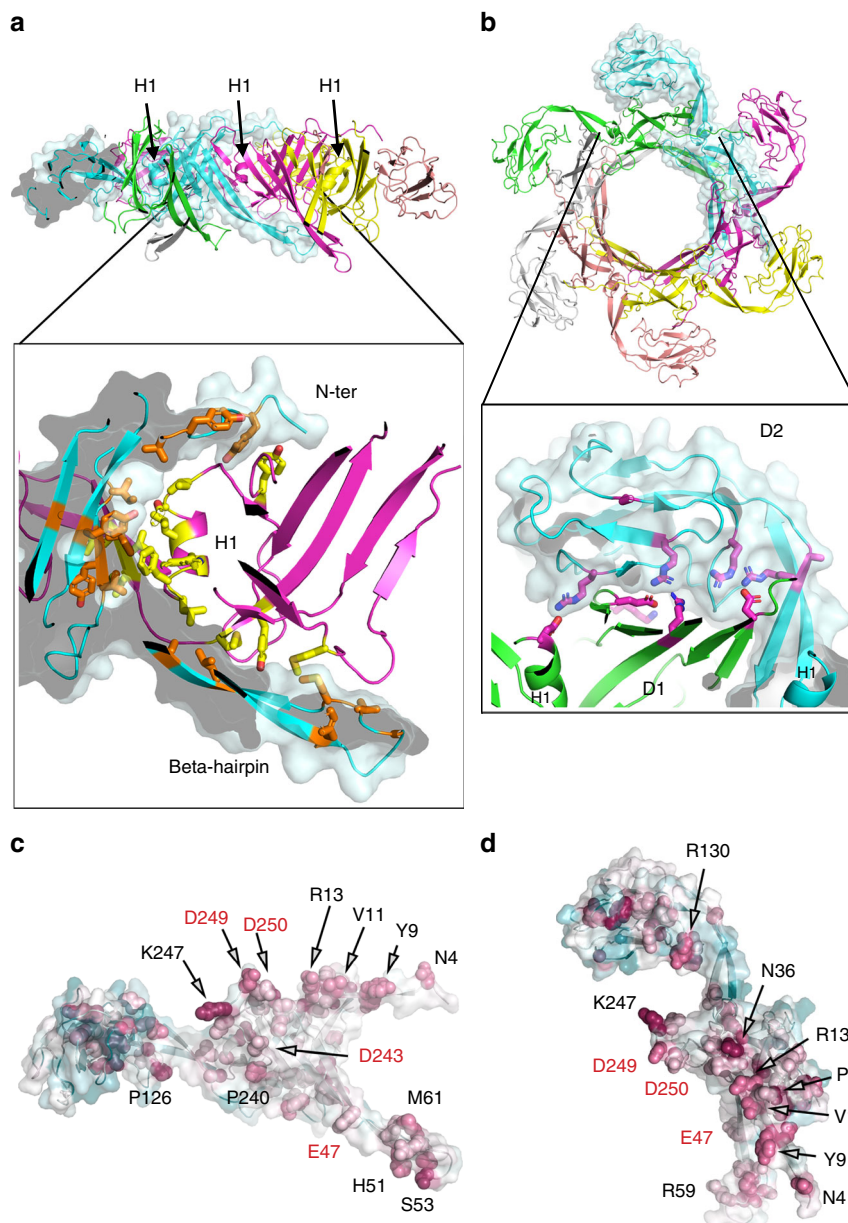 a
H1 H1 H1
N-ter
H1
Beta-hairpin
b
D2
H1
D1
H1
c
R13
D249
D250
V11
Y9
K247
N4
D243
P126
P240
M61
E47
H51
S53
d
R130
N36
K247
R13
D249
P
D250
V
E47
Y9
R59
N4